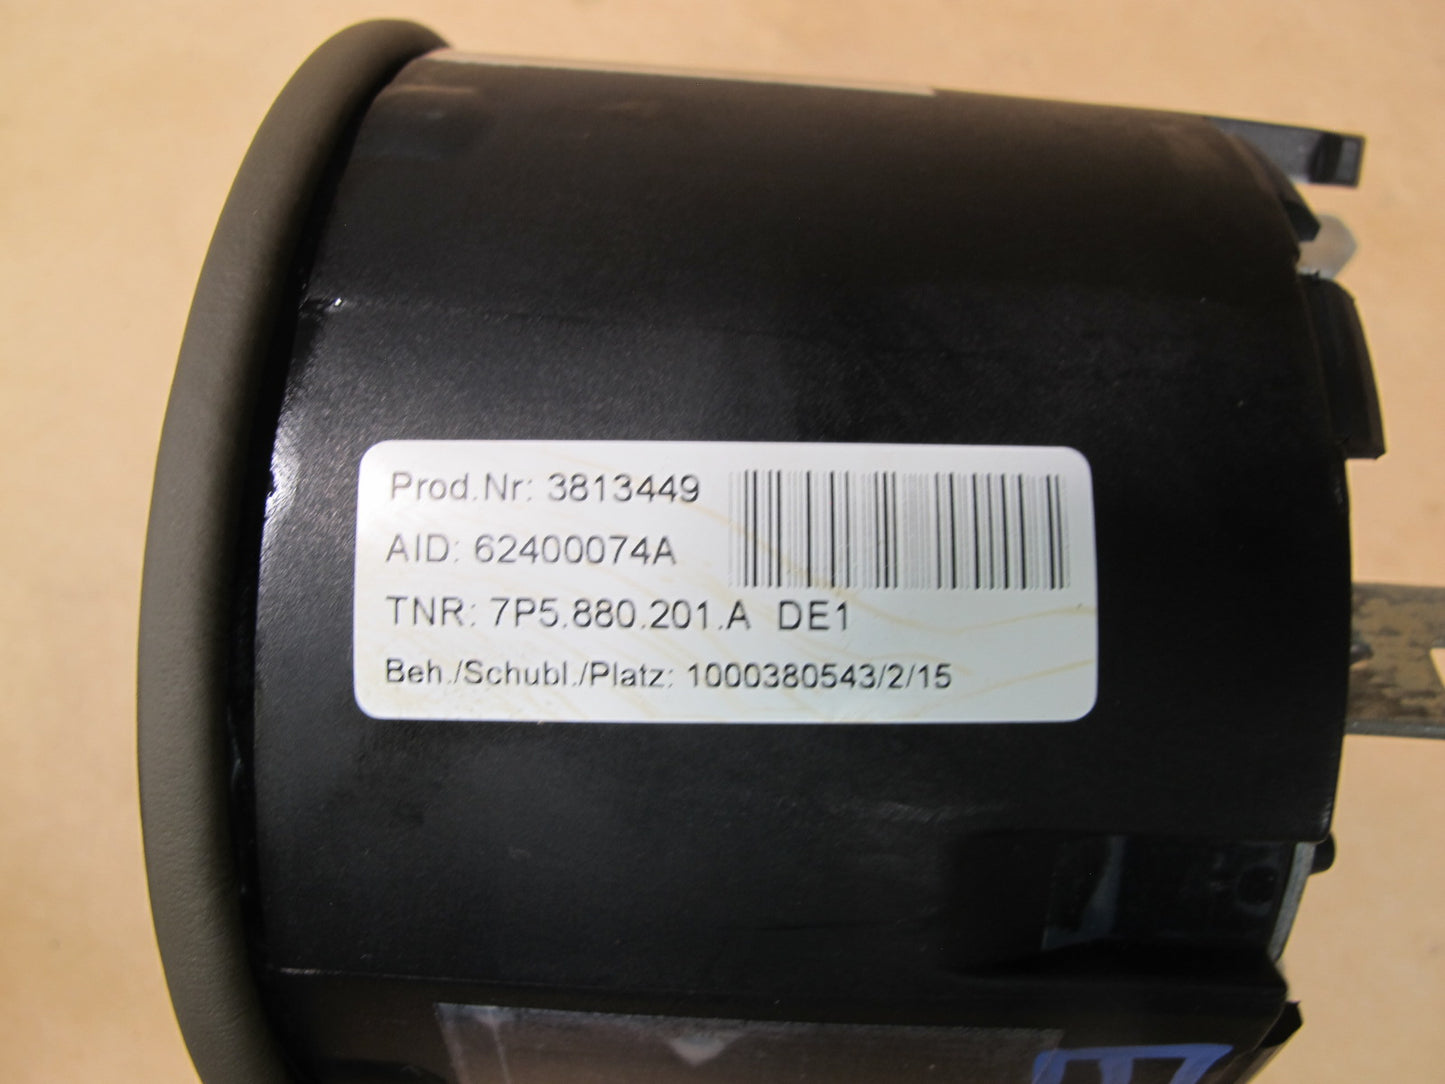 Prod.Nr: 3813449
AID: 62400074A
TNR: 7P5.880.201.A DE1
Beh./Schubl./Platz: 1000380543/2/15